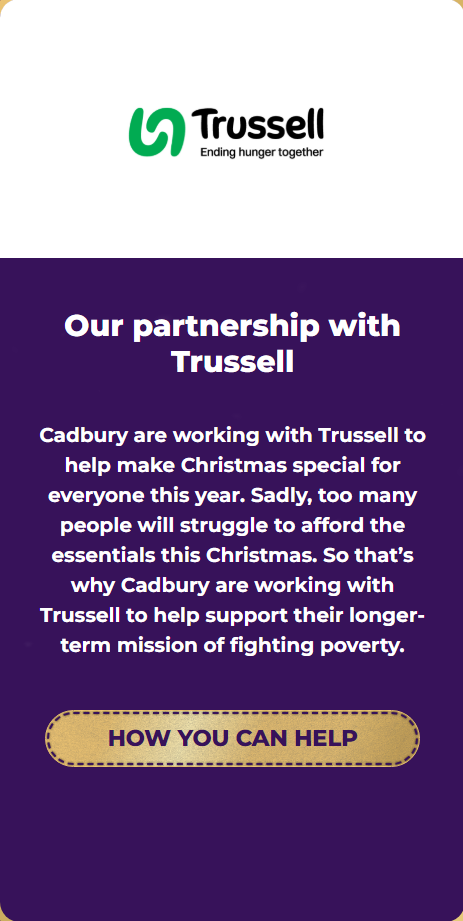 Trussell
Ending hunger together
Our partnership with
Trussell
Cadbury are working with Trussell to
help make Christmas special for
everyone this year. Sadly, too many
people will struggle to afford the
essentials this Christmas. So that’s
why Cadbury are working with
Trussell to help support their longer-
term mission of fighting poverty.
HOW YOU CAN HELP